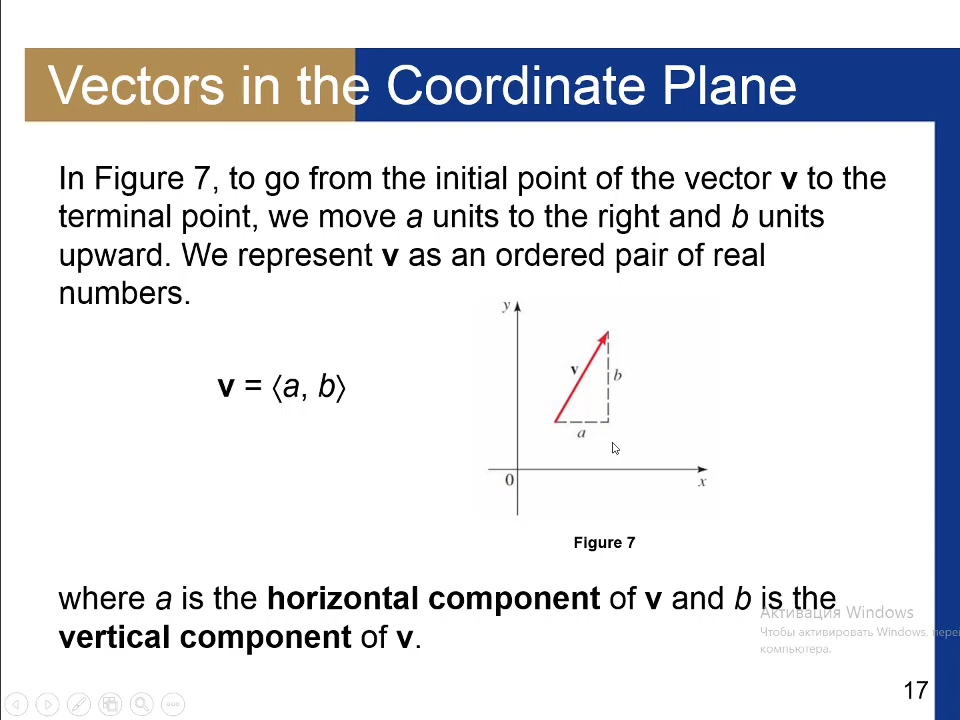 Vectors in the Coordinate Plane
In Figure 7, to go from the initial point of the vector v to the
terminal point, we move a units to the right and b units
upward. We represent v as an ordered pair of real
numbers.
v = ⟨a, b⟩
y
v
b
a
0
x
Figure 7
where a is the horizontal component of v and b is the
vertical component of v.
Активация Windows
Чтобы активировать Windows, пере
компьютера.
17